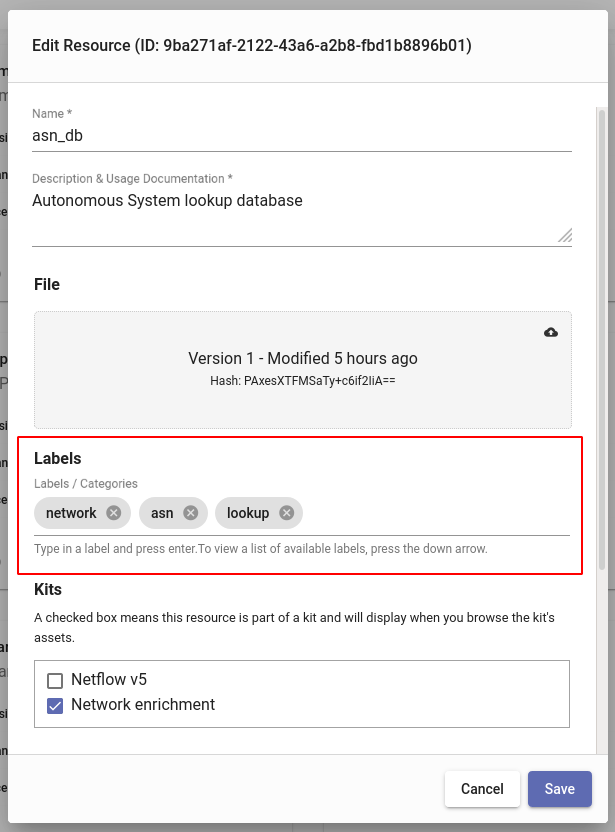 Edit Resource (ID: 9ba271af-2122-43a6-a2b8-fbd1b8896b01)
Name *
asn_db
Description & Usage Documentation *
Autonomous System lookup database
File
Version 1 - Modified 5 hours ago
Hash: PAxesXTFMSaTy+c6if2IiA==
Labels
Labels / Categories
network
asn
lookup
Type in a label and press enter.To view a list of available labels, press the down arrow.
Kits
A checked box means this resource is part of a kit and will display when you browse the kit's
assets.
Netflow v5
Network enrichment
Cancel
Save